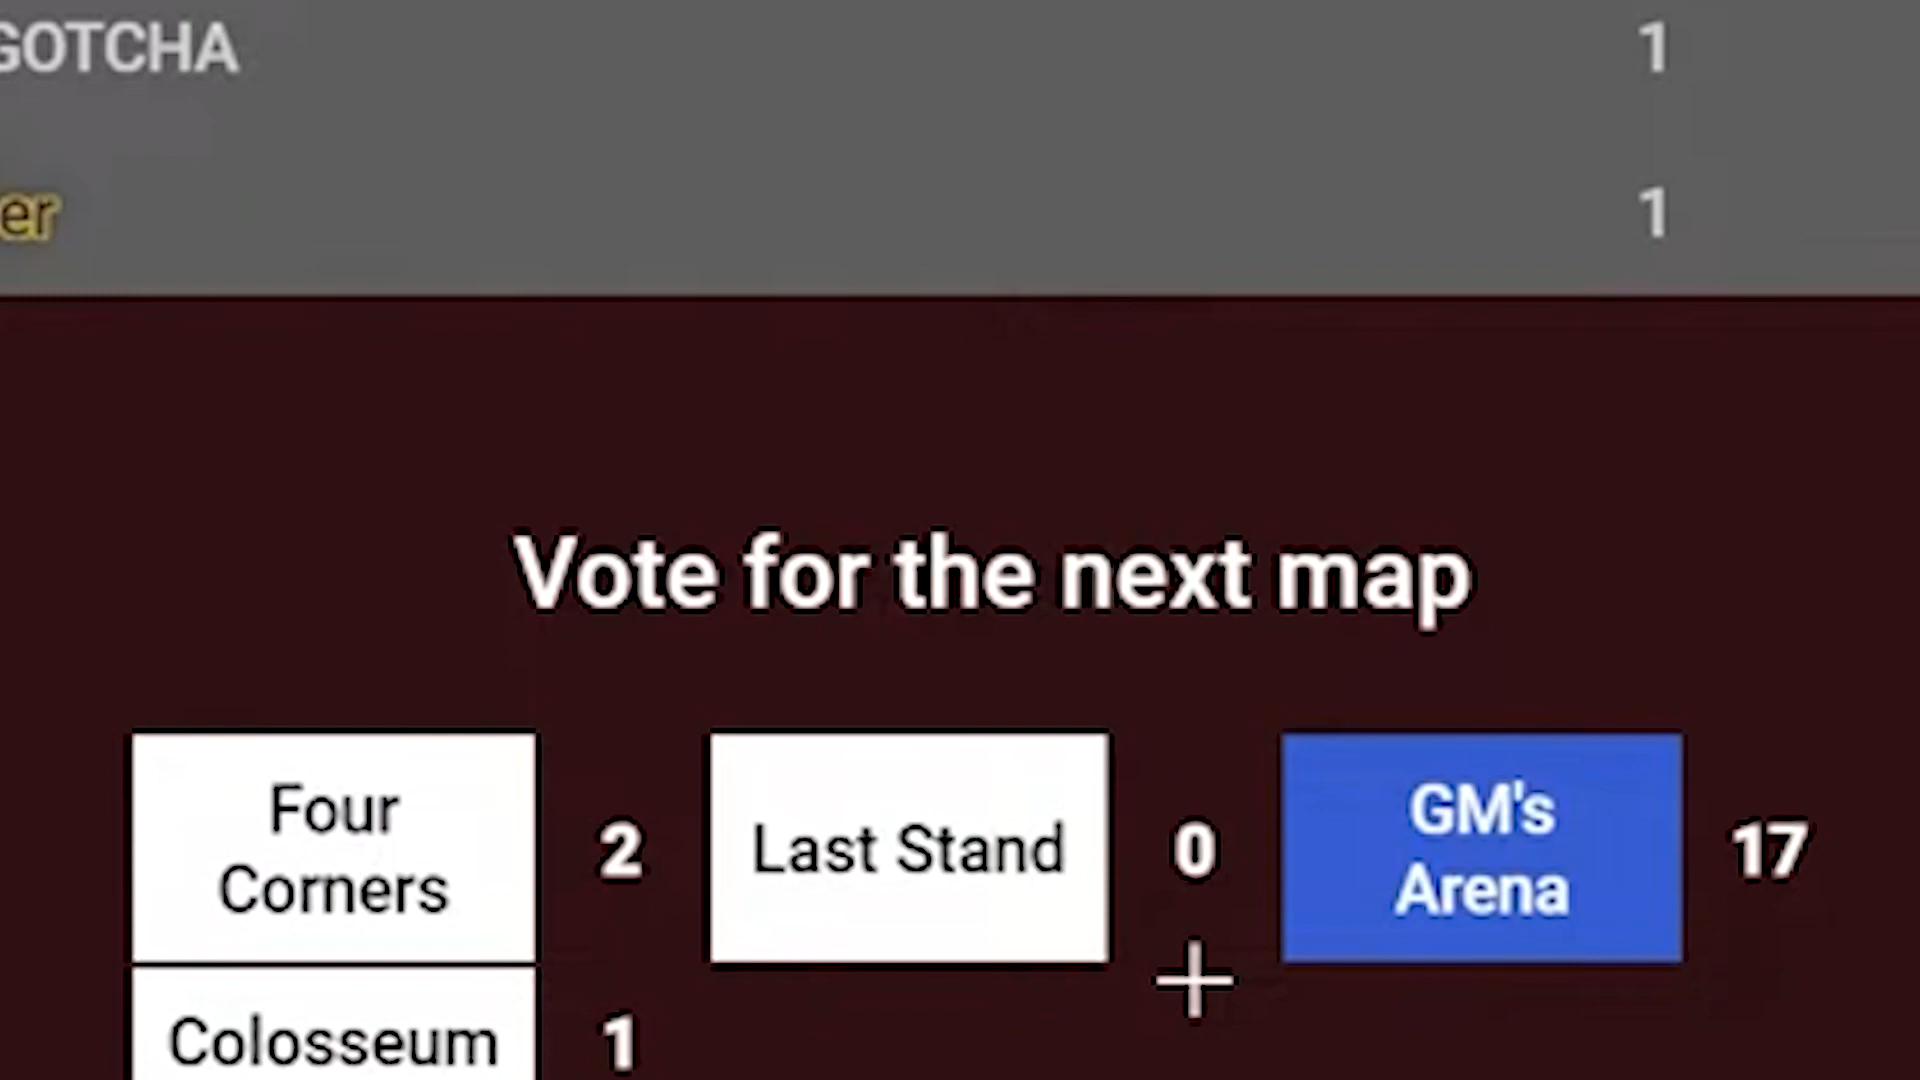 GOTCHA 1
er 1
Vote for the next map
Four
Corners
2
Last Stand
0
GM's
Arena
17
Colosseum
1